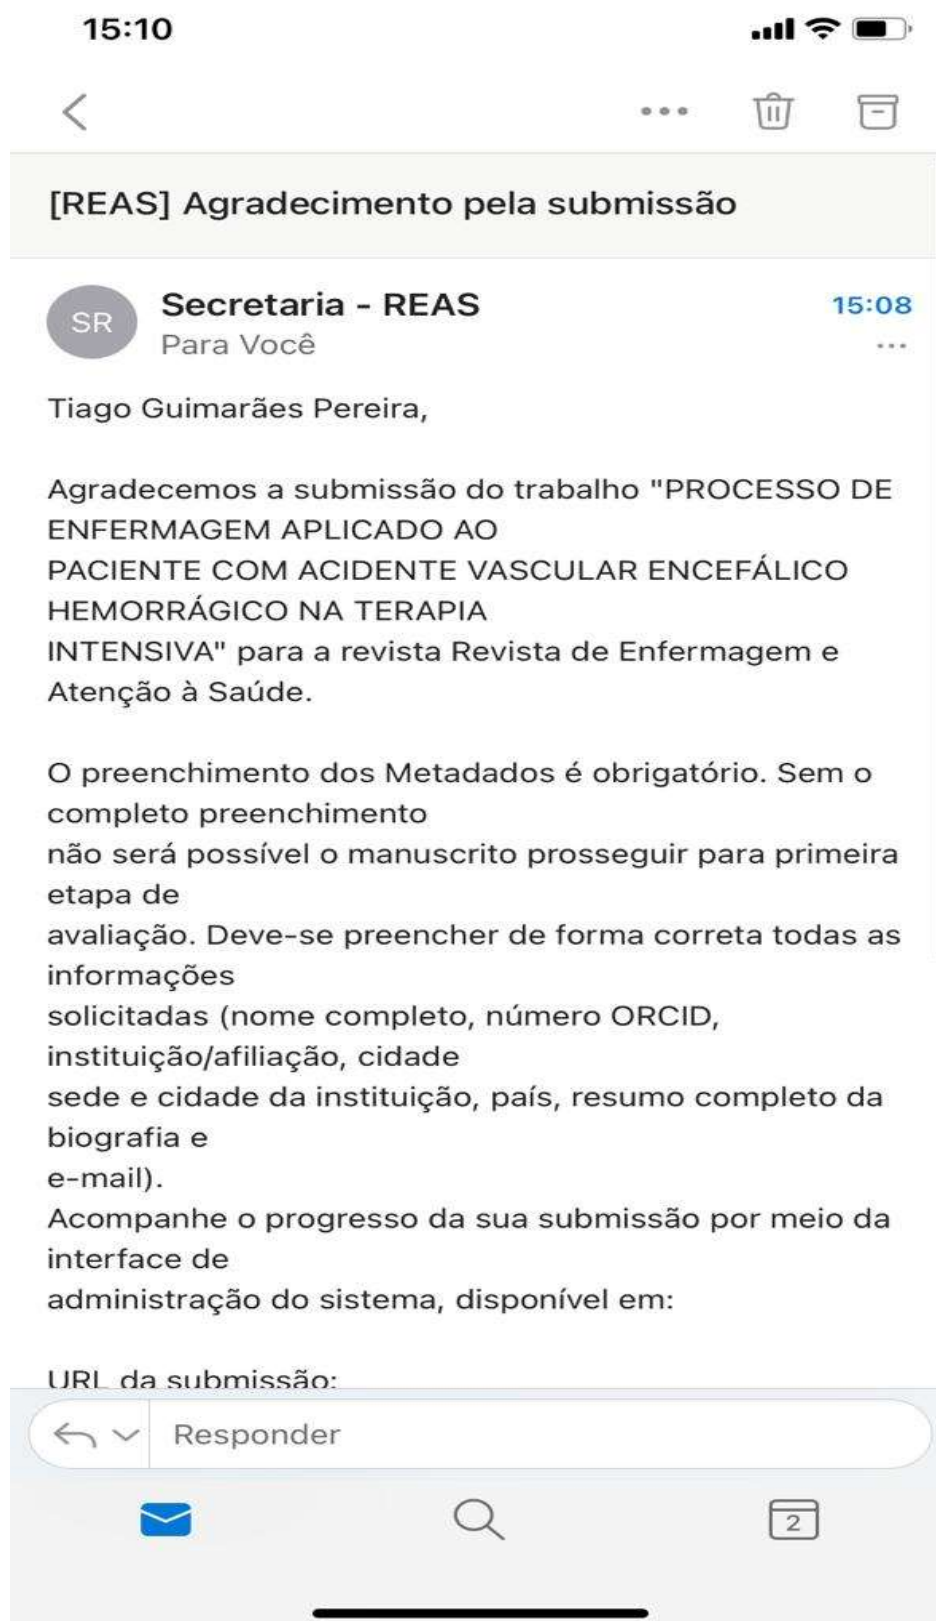 15:10
[REAS] Agradecimento pela submissão
SR
Secretaria - REAS
15:08
Para Você
Tiago Guimarães Pereira,
Agradecemos a submissão do trabalho "PROCESSO DE
ENFERMAGEM APLICADO AO
PACIENTE COM ACIDENTE VASCULAR ENCEFÁLICO
HEMORRÁGICO NA TERAPIA
INTENSIVA" para a revista Revista de Enfermagem e
Atenção à Saúde.
O preenchimento dos Metadados é obrigatório. Sem o
completo preenchimento
não será possível o manuscrito prosseguir para primeira
etapa de
avaliação. Deve-se preencher de forma correta todas as
informações
solicitadas (nome completo, número ORCID,
instituição/afiliação, cidade
sede e cidade da instituição, país, resumo completo da
biografia e
e-mail).
Acompanhe o progresso da sua submissão por meio da
interface de
administração do sistema, disponível em:
URL da submissão:
Responder
2